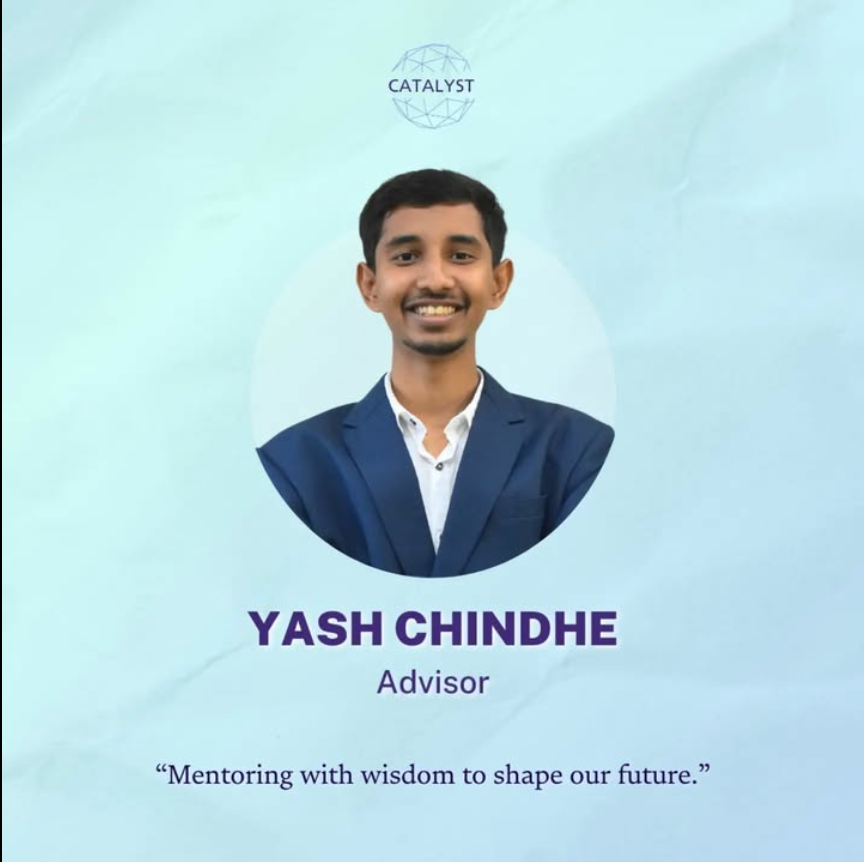 CATALYST
YASH CHINDHE
Advisor
“Mentoring with wisdom to shape our future.”